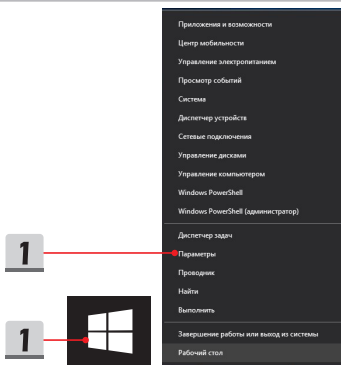 Приложения и возможности
Центр мобильности
Управление электропитанием
Просмотр событий
Система
Диспетчер устройств
Сетевые подключения
Управление дисками
Управление компьютером
Windows PowerShell
Windows PowerShell (администратор)
Диспетчер задач
1
Параметры
Проводник
Найти
Выполнить
1
Завершение работы или выход из системы
Рабочий стол